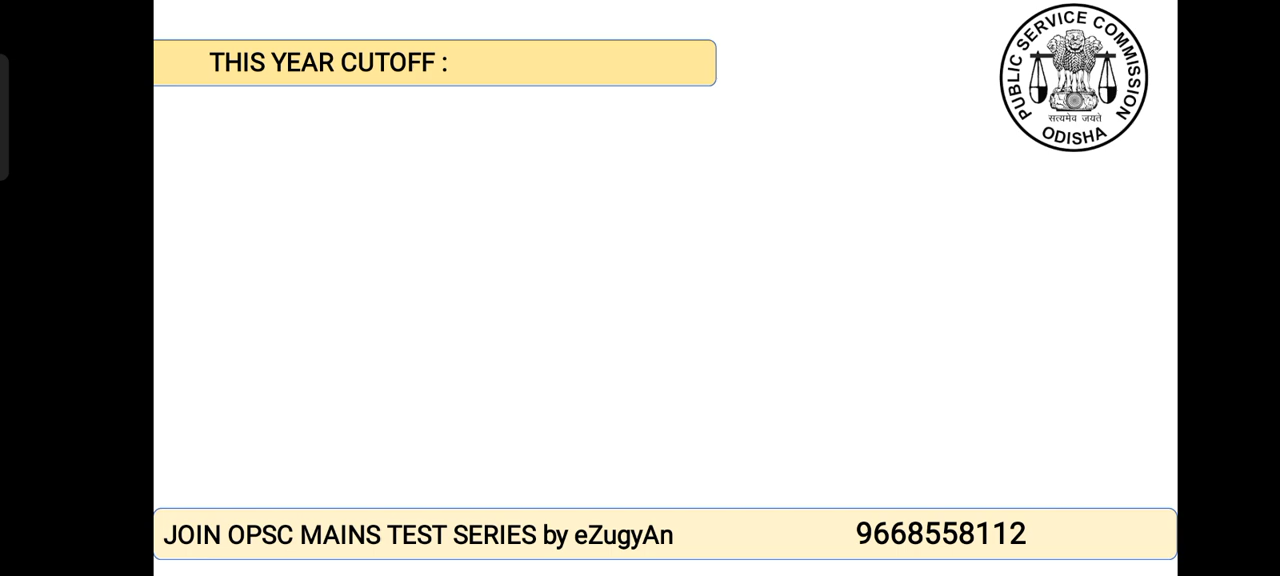 THIS YEAR CUTOFF :
PUBLIC SERVICE COMMISSION
सत्यमेव जयते
ODISHA
JOIN OPSC MAINS TEST SERIES by eZugyAn 9668558112